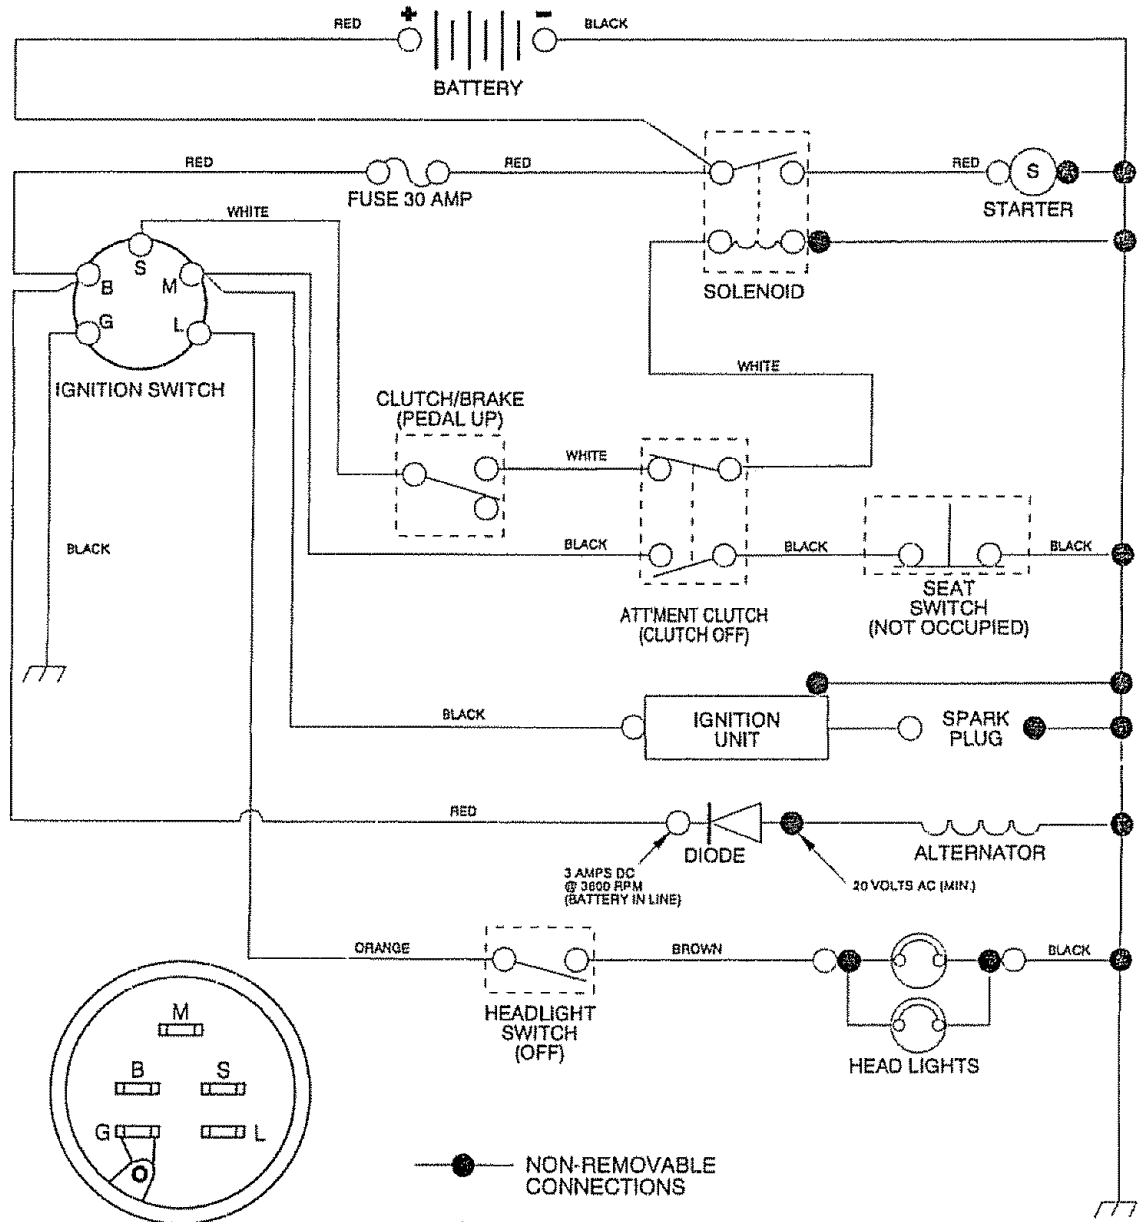 RED
+
−
BLACK
BATTERY
RED
RED
RED
S
FUSE 30 AMP
STARTER
WHITE
S
B
M
G
L
SOLENOID
IGNITION SWITCH
WHITE
CLUTCH/BRAKE
(PEDAL UP)
WHITE
BLACK
BLACK
BLACK
BLACK
SEAT
SWITCH
(NOT OCCUPIED)
ATT'MENT CLUTCH
(CLUTCH OFF)
BLACK
IGNITION
UNIT
SPARK
PLUG
RED
DIODE
ALTERNATOR
3 AMPS DC
@ 3600 RPM
(BATTERY IN LINE)
20 VOLTS AC (MIN.)
ORANGE
BROWN
BLACK
HEADLIGHT
SWITCH
(OFF)
HEAD LIGHTS
M
B
S
G
L
NON-REMOVABLE
CONNECTIONS